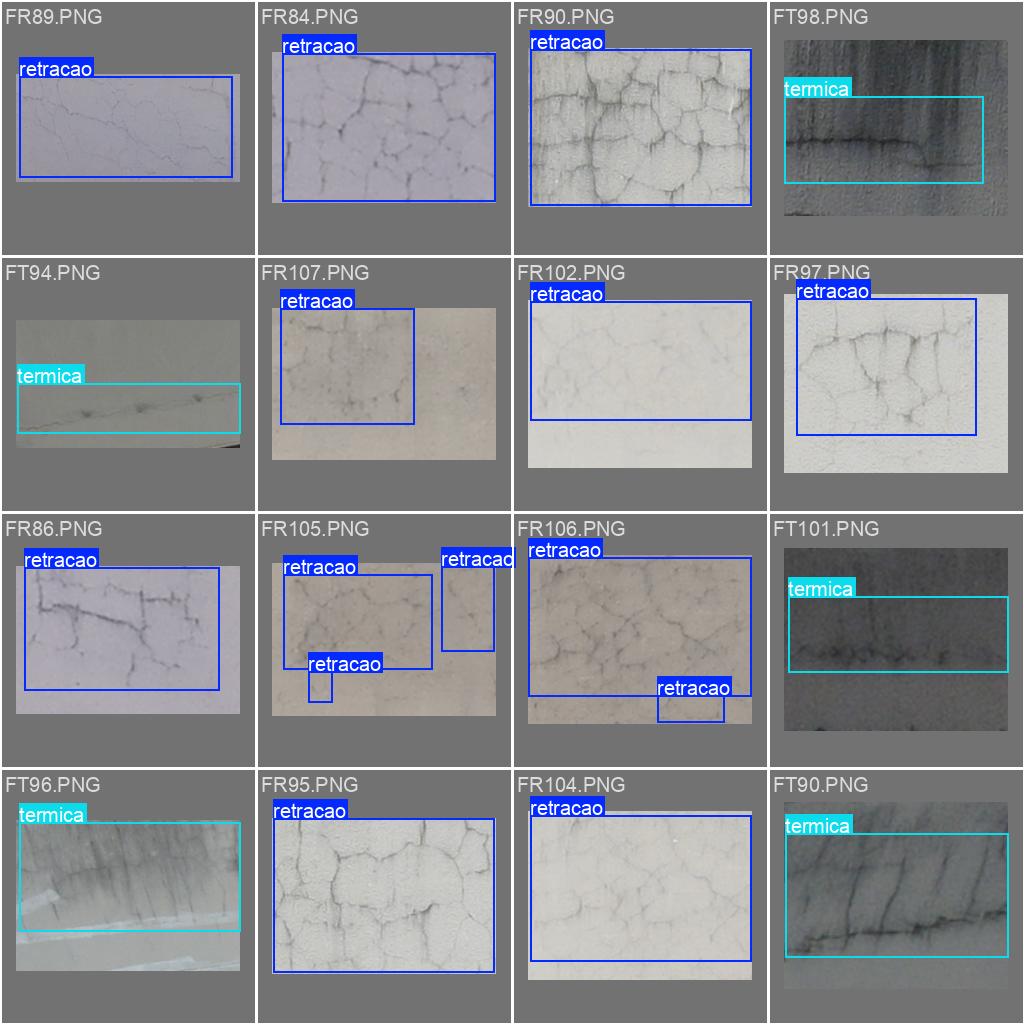 FR89.PNG
retracao
FR84.PNG
retracao
FR90.PNG
retracao
FT98.PNG
termica
FT94.PNG
termica
FR107.PNG
retracao
FR102.PNG
retracao
FR97.PNG
retracao
FR86.PNG
retracao
FR105.PNG
retracao
retracao
retracao
FR106.PNG
retracao
retracao
FT101.PNG
termica
FT96.PNG
termica
FR95.PNG
retracao
FR104.PNG
retracao
FT90.PNG
termica